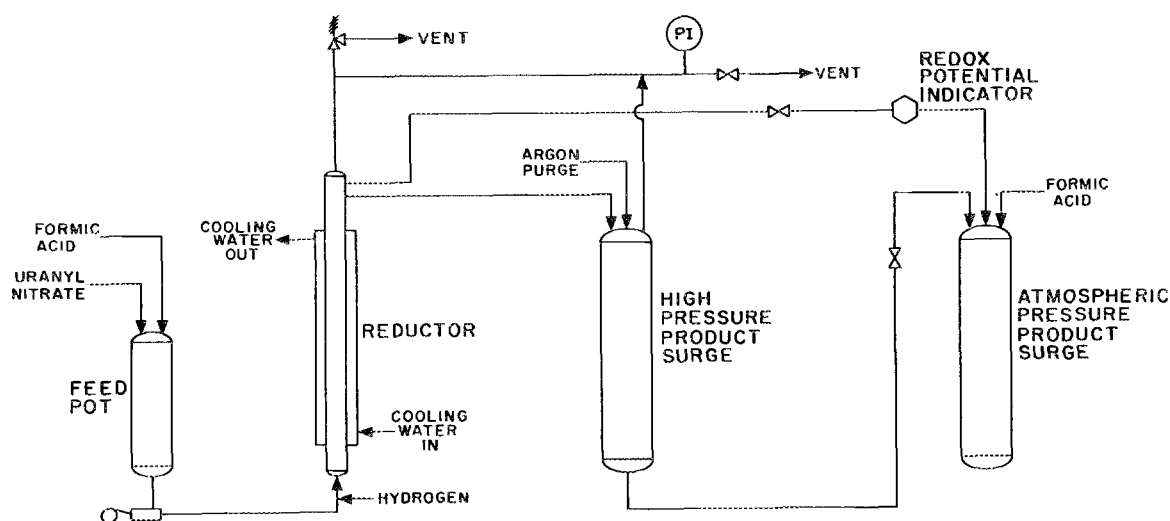 VENT
PI
VENT
REDOX
POTENTIAL
INDICATOR
ARGON
PURGE
FORMIC
ACID
COOLING
WATER
OUT
FORMIC
ACID
URANYL
NITRATE
REDUCTOR
HIGH
PRESSURE
PRODUCT
SURGE
ATMOSPHERIC
PRESSURE
PRODUCT
SURGE
FEED
POT
COOLING
WATER
IN
HYDROGEN